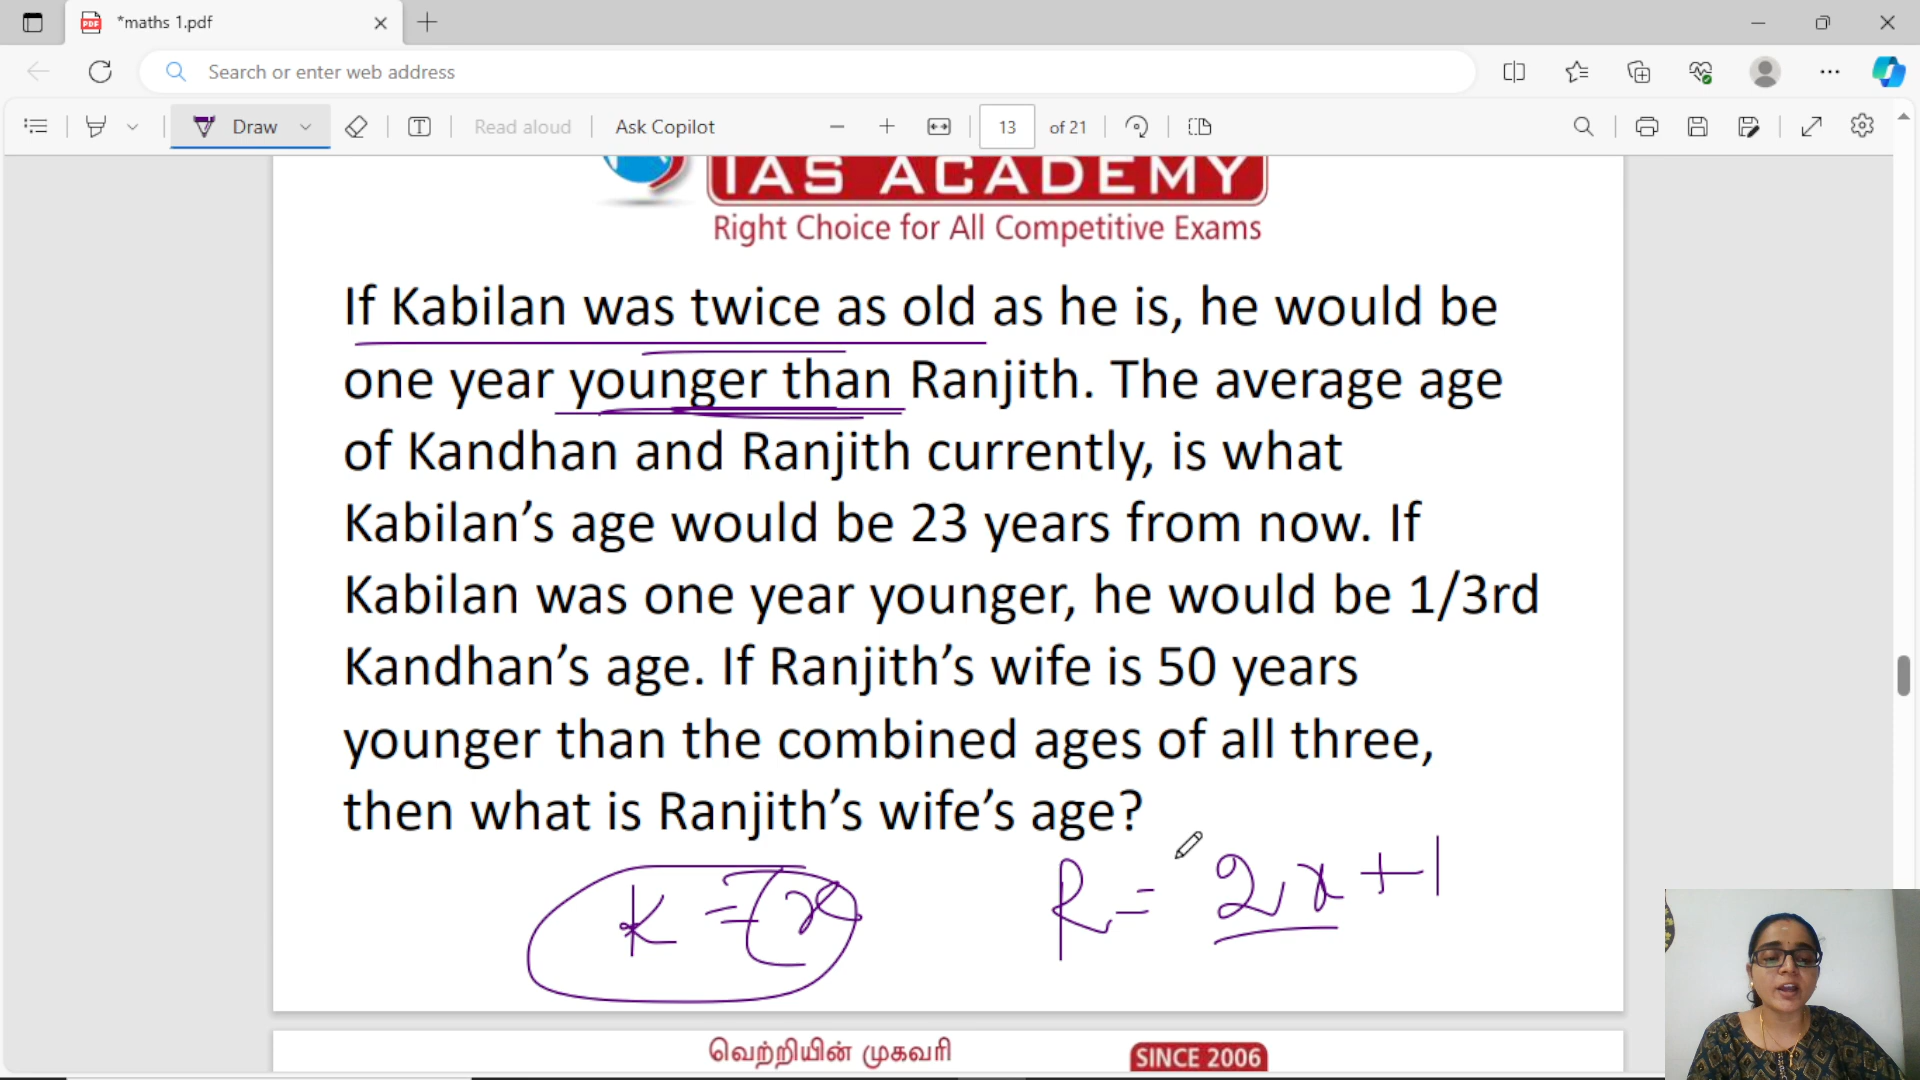 *maths 1.pdf
Search or enter web address
Draw
Read aloud
Ask Copilot
13 of 21
IAS ACADEMY
Right Choice for All Competitive Exams
If Kabilan was twice as old as he is, he would be
one year younger than Ranjith. The average age
of Kandhan and Ranjith currently, is what
Kabilan’s age would be 23 years from now. If
Kabilan was one year younger, he would be 1/3rd
Kandhan’s age. If Ranjith’s wife is 50 years
younger than the combined ages of all three,
then what is Ranjith’s wife’s age?
K = x R = 2x+1
வெற்றியின் முகவரி SINCE 2006